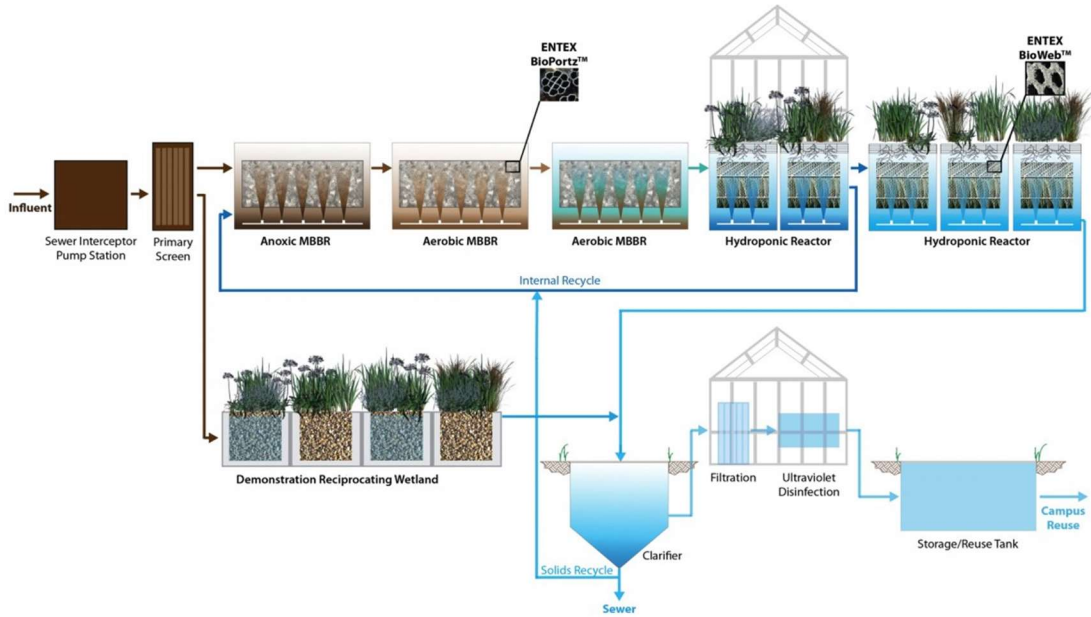 ENTEX
BioPortz™
ENTEX
BioWeb™
Influent
Sewer Interceptor
Pump Station
Primary
Screen
Anoxic MBBR
Aerobic MBBR
Aerobic MBBR
Hydroponic Reactor
Hydroponic Reactor
Internal Recycle
Demonstration Reciprocating Wetland
Filtration
Ultraviolet
Disinfection
Campus
Reuse
Storage/Reuse Tank
Clarifier
Solids Recycle
Sewer